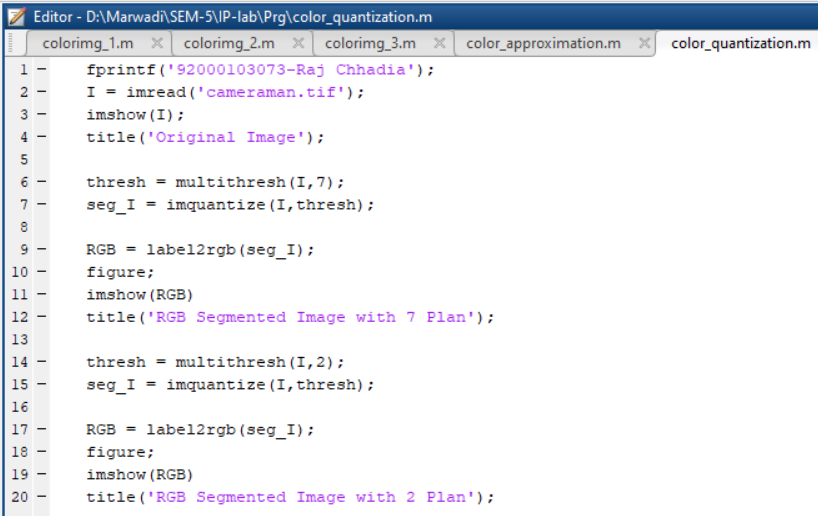 Editor - D:\Marwadi\SEM-5\IP-lab\Prg\color_quantization.m
colorimg_1.m × colorimg_2.m × colorimg_3.m × color_approximation.m × color_quantization.m
1 - fprintf('92000103073-Raj Chhadia');
2 - I = imread('cameraman.tif');
3 - imshow(I);
4 - title('Original Image');
5
6 - thresh = multithresh(I,7);
7 - seg_I = imquantize(I,thresh);
8
9 - RGB = label2rgb(seg_I);
10 - figure;
11 - imshow(RGB)
12 - title('RGB Segmented Image with 7 Plan');
13
14 - thresh = multithresh(I,2);
15 - seg_I = imquantize(I,thresh);
16
17 - RGB = label2rgb(seg_I);
18 - figure;
19 - imshow(RGB)
20 - title('RGB Segmented Image with 2 Plan');